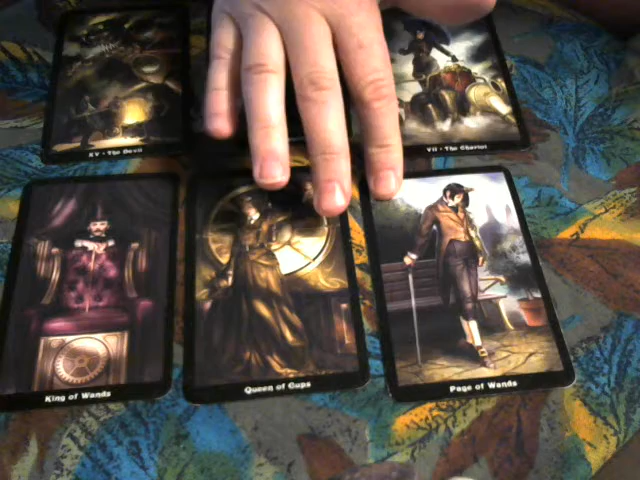 XV • The Devil
VII • The Chariot
King of Wands
Queen of Cups
Page of Wands